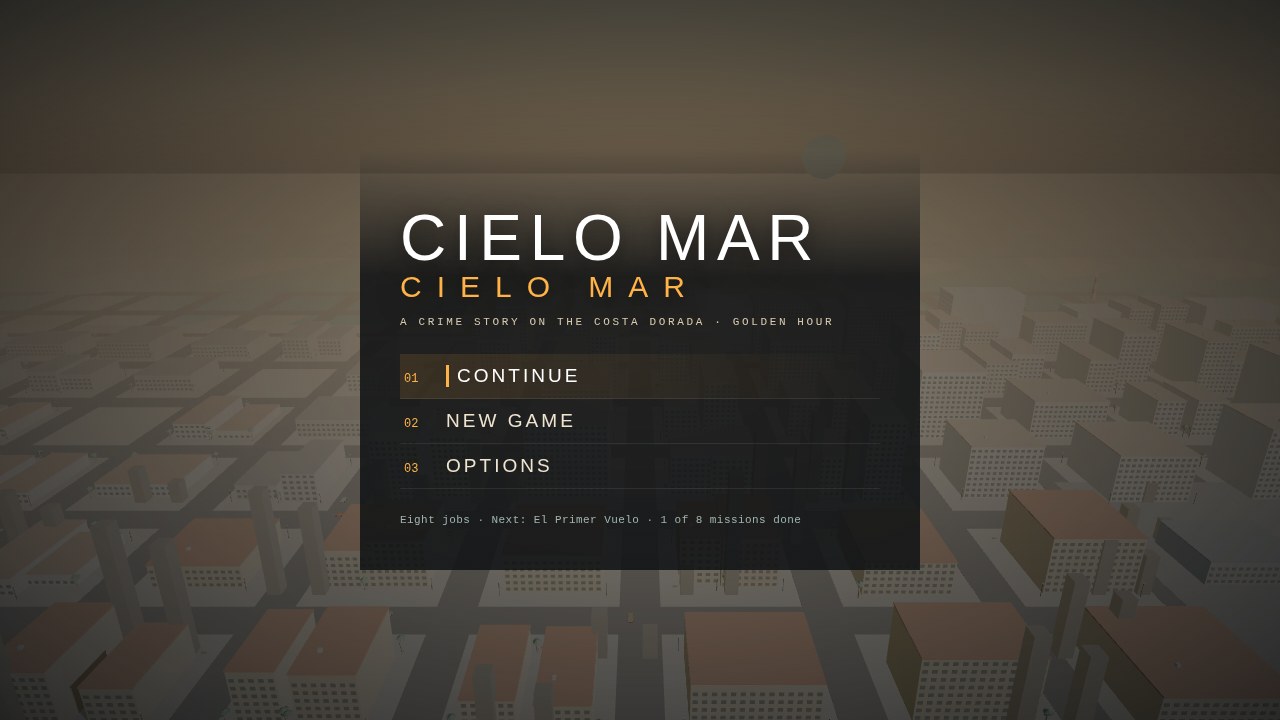 CIELO MAR
CIELO MAR
A CRIME STORY ON THE COSTA DORADA · GOLDEN HOUR
01 CONTINUE
02 NEW GAME
03 OPTIONS
Eight jobs · Next: El Primer Vuelo · 1 of 8 missions done